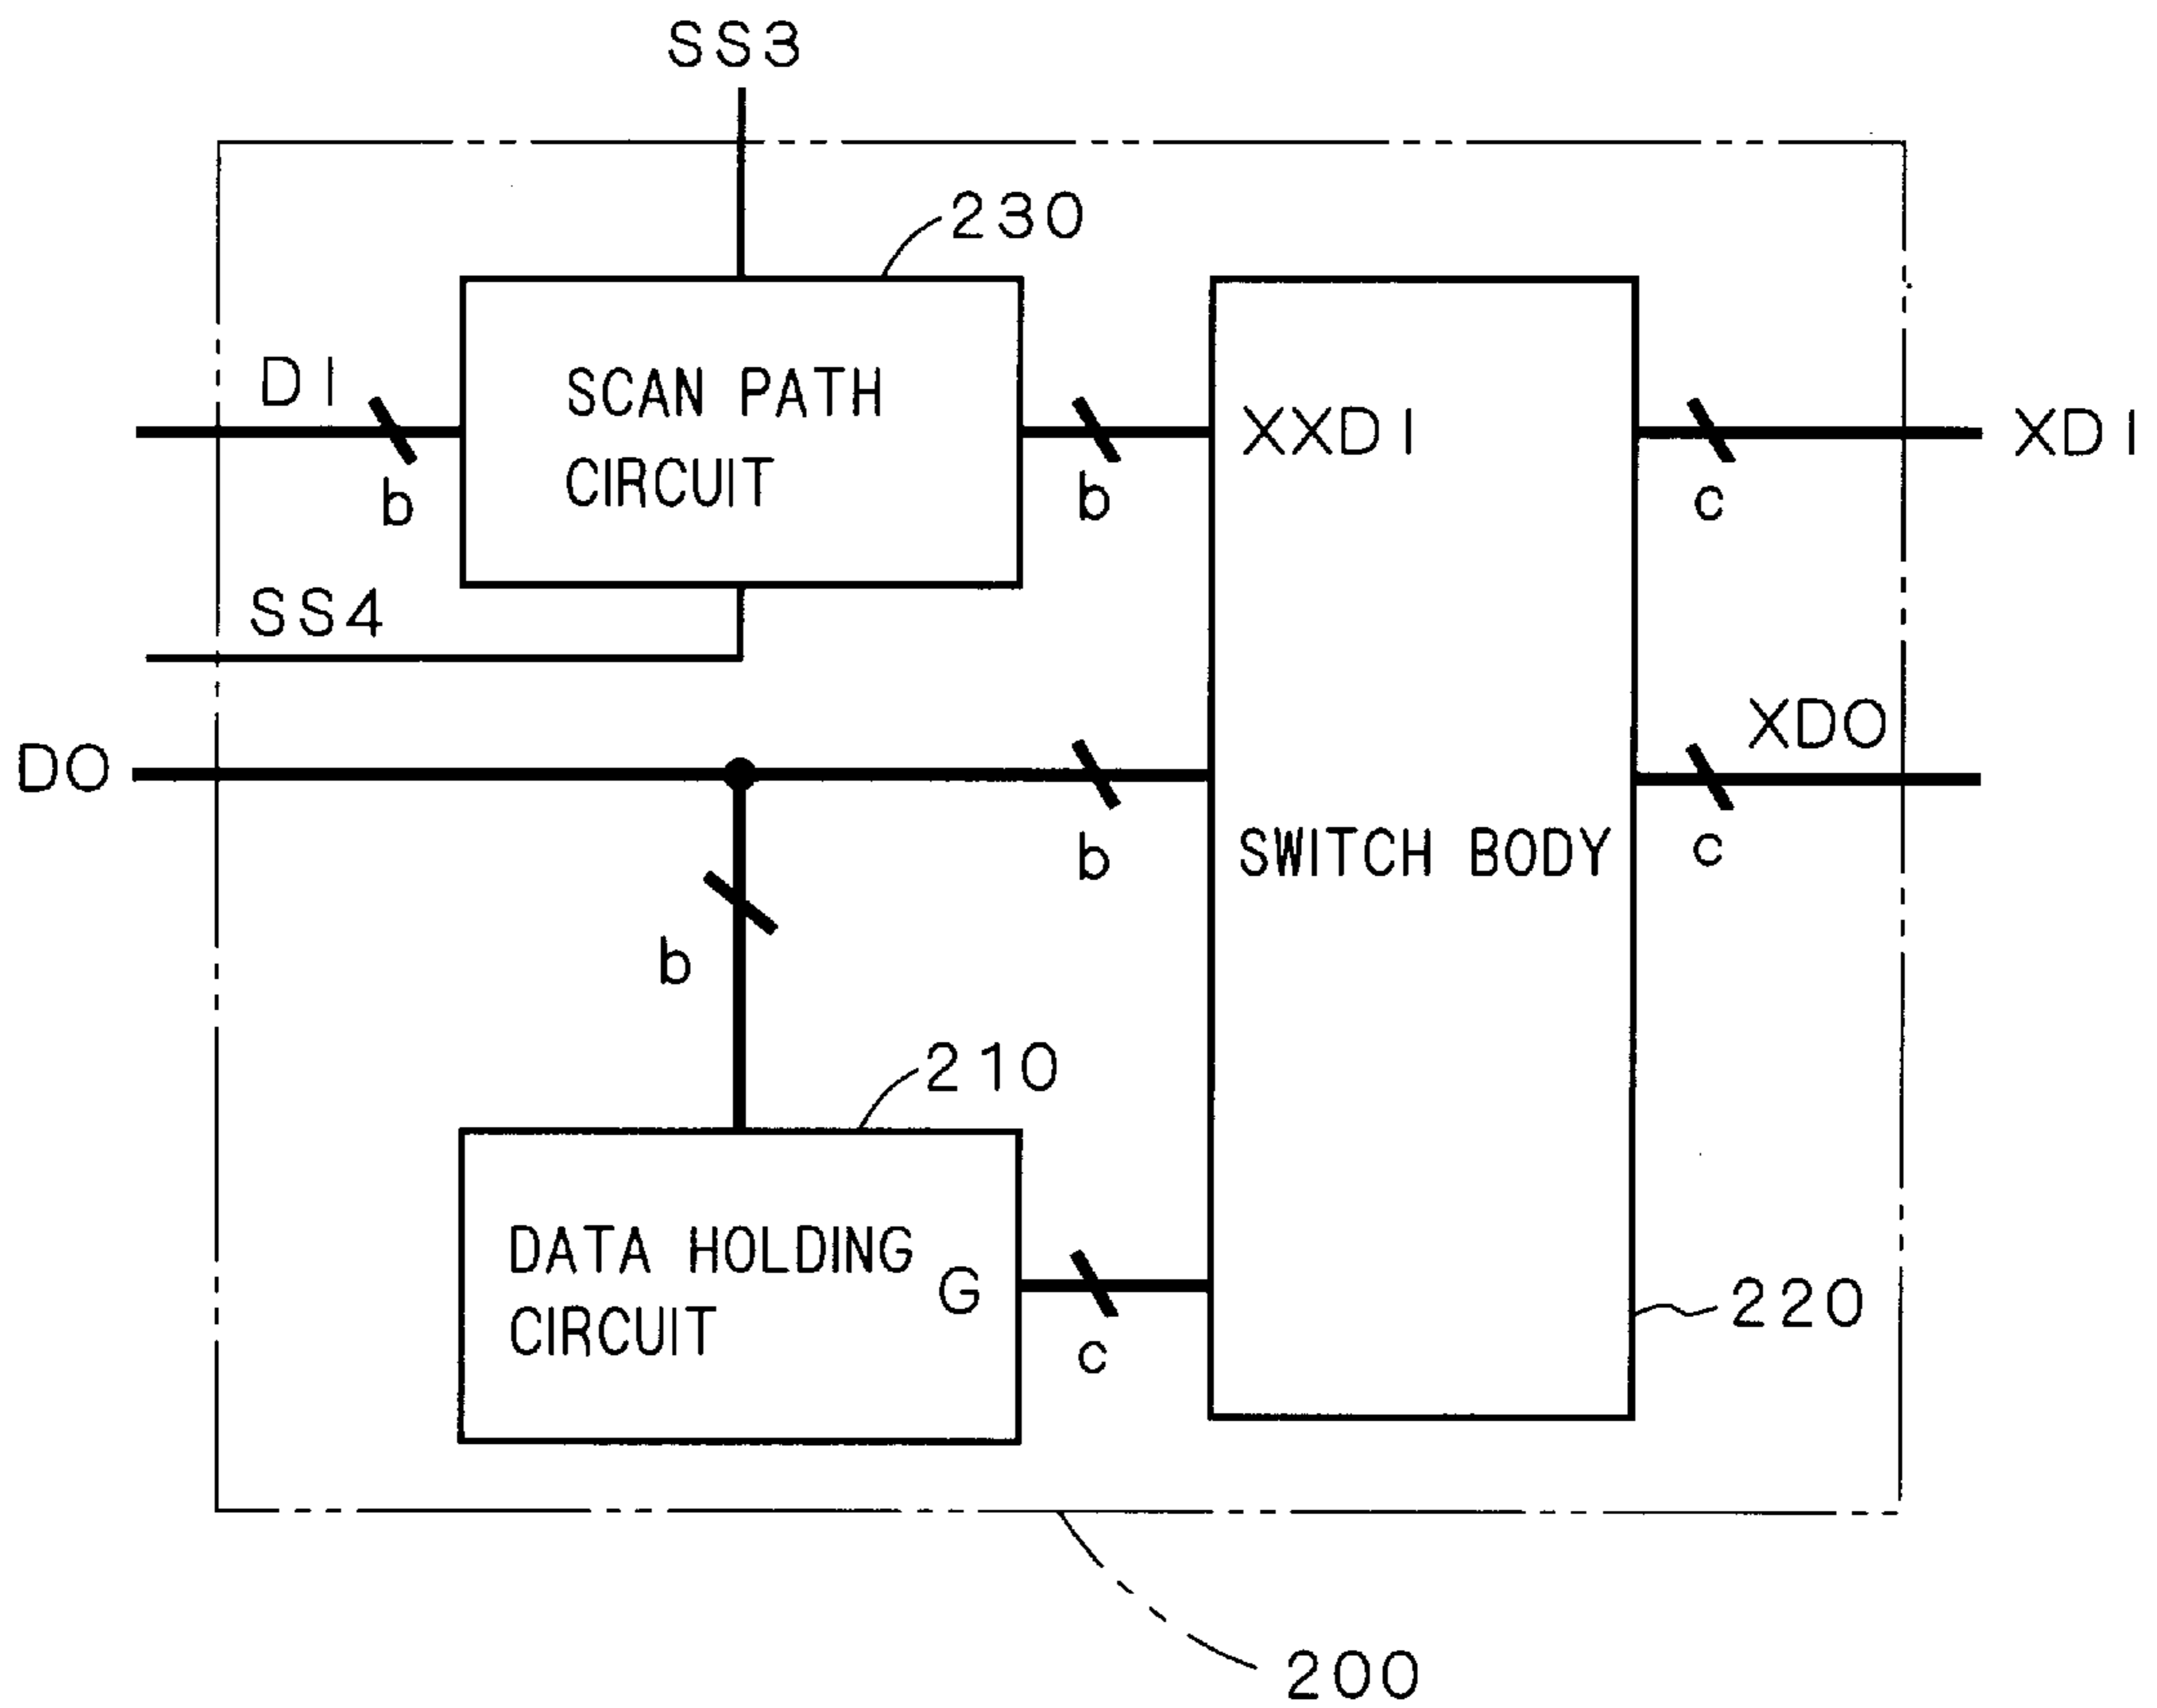 SS3
230
DI
SCAN PATH
CIRCUIT
XXDI
XDI
b
b
c
SS4
XDO
DO
b
SWITCH BODY
c
b
210
DATA HOLDING
CIRCUIT
G
c
220
200